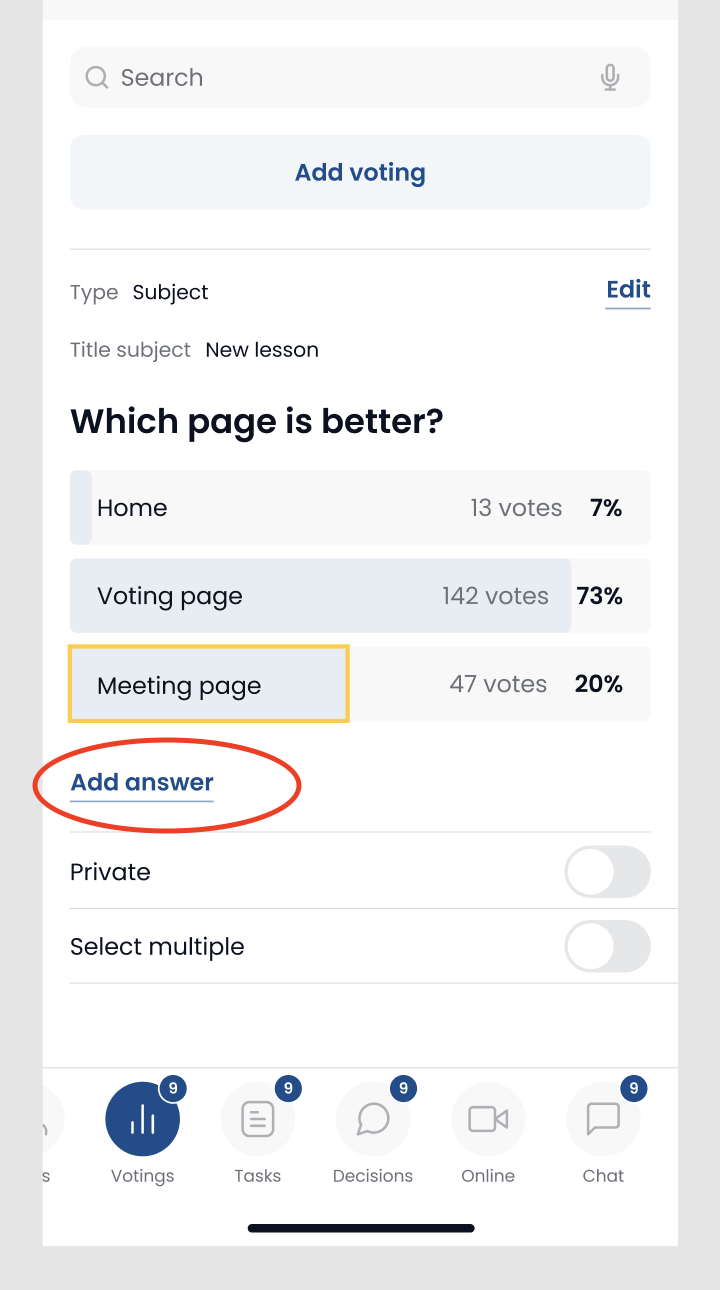 Search
Add voting
Type Subject Edit
Title subject New lesson
Which page is better?
Home 13 votes 7%
Voting page 142 votes 73%
Meeting page 47 votes 20%
Add answer
Private
Select multiple
9 9 9 9
s Votings Tasks Decisions Online Chat